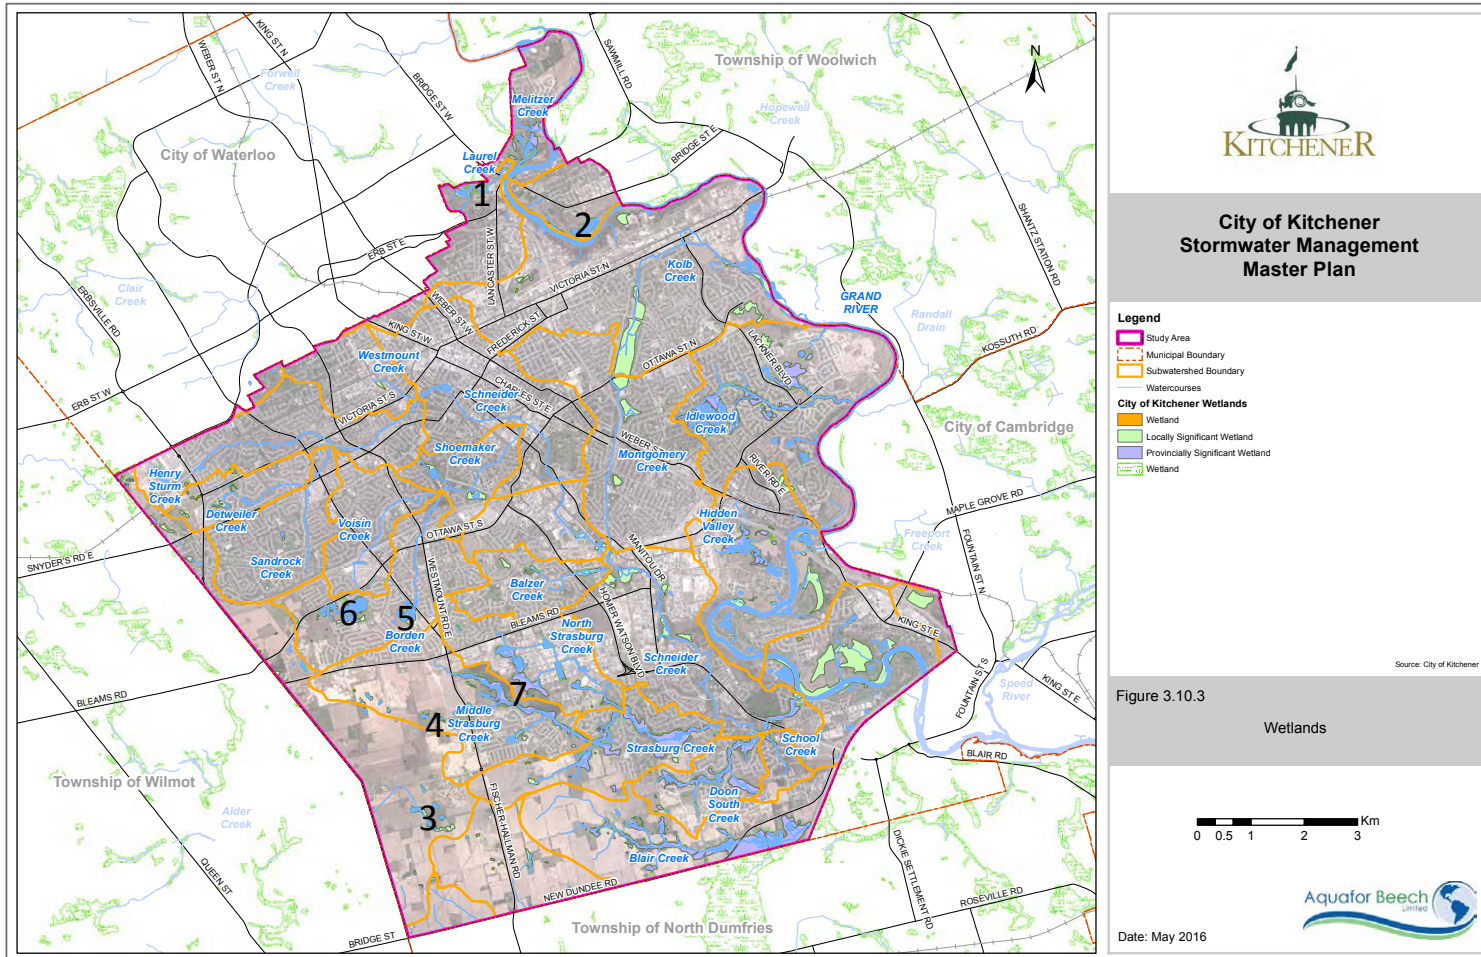 KING ST N
WEBER ST N
Forwell
Creek
BRIDGE ST W
SAWMILL RD
Township of Woolwich
N
Melitzer
Creek
Hopewell
Creek
BRIDGE ST E
City of Waterloo
Laurel
Creek
1
2
SHANTZ STATION RD
ERB ST E
LANCASTER ST W
VICTORIA ST N
Kolb
Creek
Clair
Creek
ERBSVILLE RD
GRAND
RIVER
Randall
Drain
KOSSUTH RD
WEBER ST W
KING ST W
FREDERICK ST
OTTAWA ST N
LACKNER BLVD
Westmount
Creek
ERB ST W
VICTORIA ST S
CHARLES ST E
Schneider
Creek
Idlewood
Creek
City of Cambridge
WEBER ST E
Shoemaker
Creek
Montgomery
Creek
RIVER RD E
Henry
Sturm
Creek
MAPLE GROVE RD
Detweiler
Creek
Voisin
Creek
OTTAWA ST S
Hidden
Valley
Creek
Freeport
Creek
FOUNTAIN ST N
SNYDER'S RD E
Sandrock
Creek
WESTMOUNT RD E
MANITOU DR
Balzer
Creek
HOMER WATSON BLVD
6
5
BLEAMS RD
Borden
Creek
North
Strasburg
Creek
KING ST E
Schneider
Creek
FOUNTAIN ST S
Speed
River
KING ST E
BLEAMS RD
7
4
Middle
Strasburg
Creek
Strasburg Creek
School
Creek
BLAIR RD
Township of Wilmot
Alder
Creek
3
FISCHER-HALLMAN RD
Doon
South
Creek
QUEEN ST
Blair Creek
DICKIE SETTLEMENT RD
NEW DUNDEE RD
ROSEVILLE RD
Township of North Dumfries
BRIDGE ST
KITCHENER
City of Kitchener
Stormwater Management
Master Plan
Legend
Study Area
Municipal Boundary
Subwatershed Boundary
Watercourses
City of Kitchener Wetlands
Wetland
Locally Significant Wetland
Provincially Significant Wetland
Wetland
Source: City of Kitchener
Figure 3.10.3
Wetlands
Km
0 0.5 1 2 3
Aquafor Beech
Limited
Date: May 2016